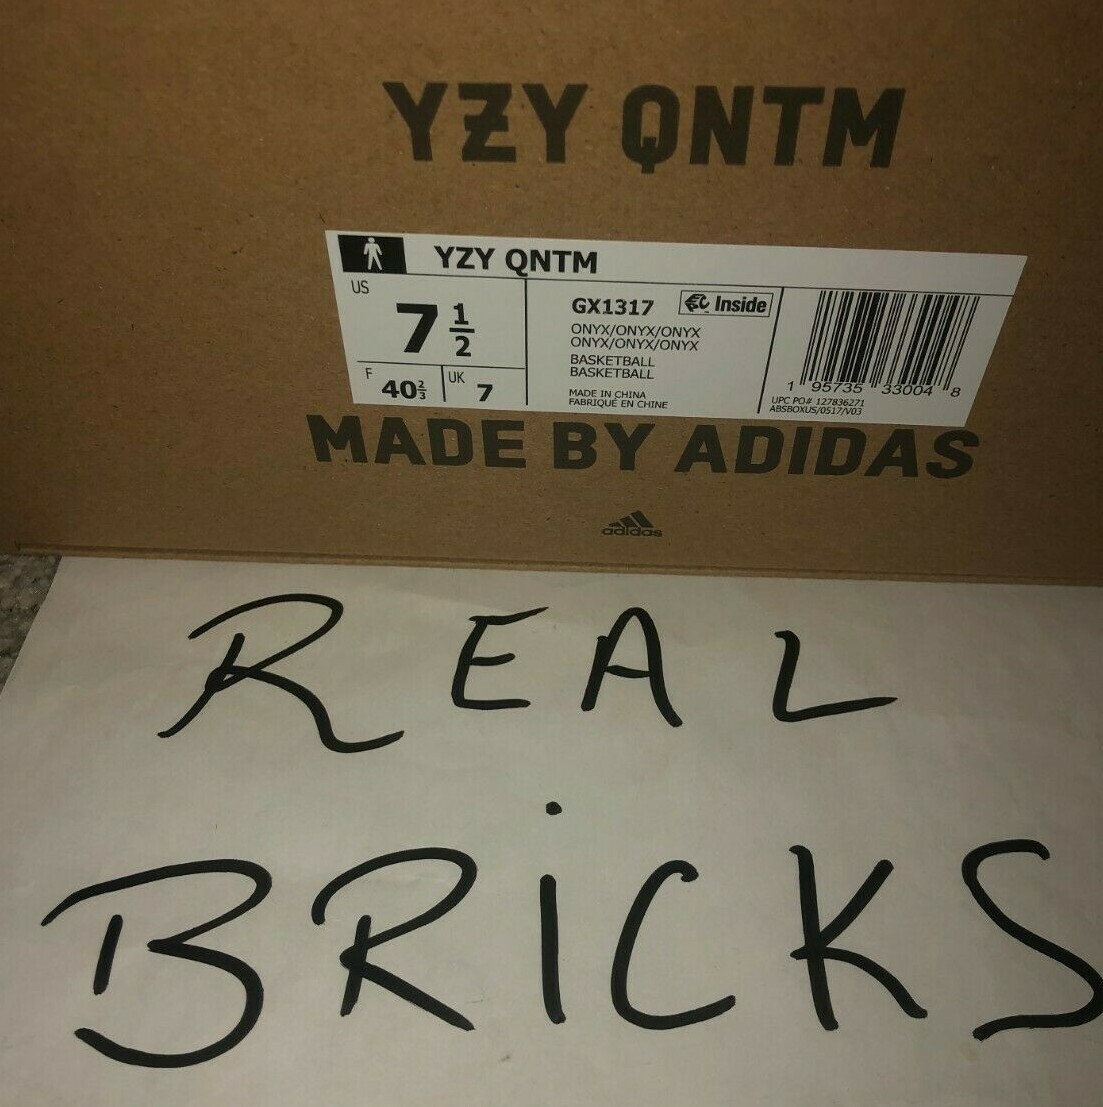 YZY QNTM
YZY QNTM
US
7 1/2
F 40 2/3
UK 7
GX1317 Inside
ONYX/ONYX/ONYX
ONYX/ONYX/ONYX
BASKETBALL
BASKETBALL
MADE IN CHINA
FABRIQUÉ EN CHINE
1 95735 33004 8
UPC PO# 127836271
ABSBOXUS/0517/V03
MADE BY ADIDAS
adidas
REAL
BRiCKS